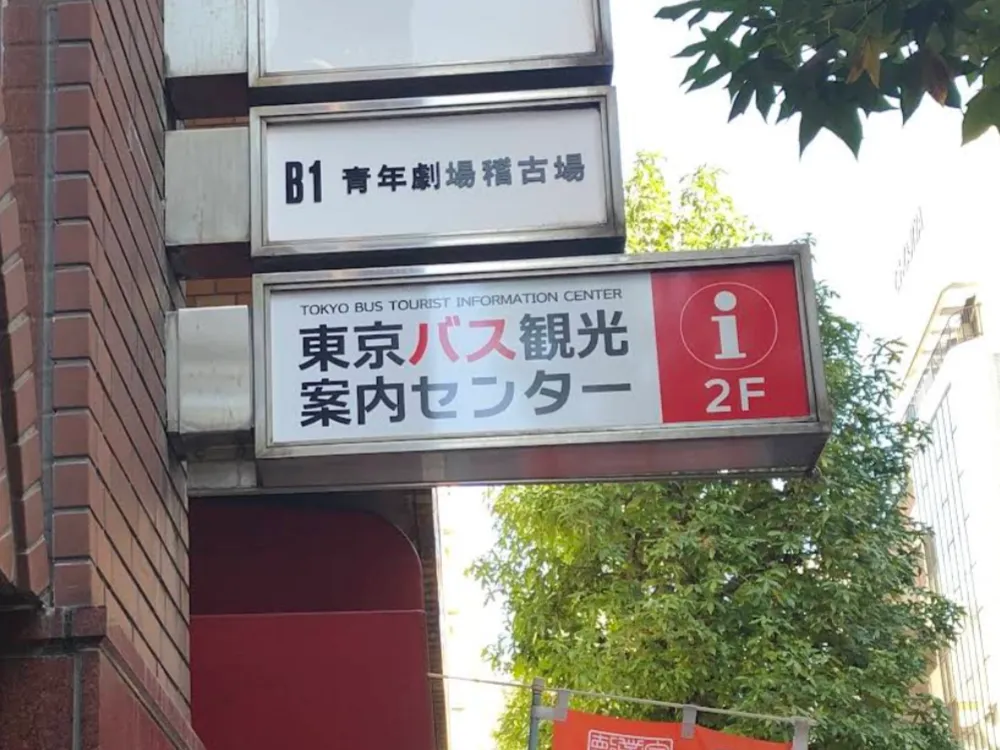 B1 青年劇場稽古場
TOKYO BUS TOURIST INFORMATION CENTER
東京バス観光
案内センター
i
2F